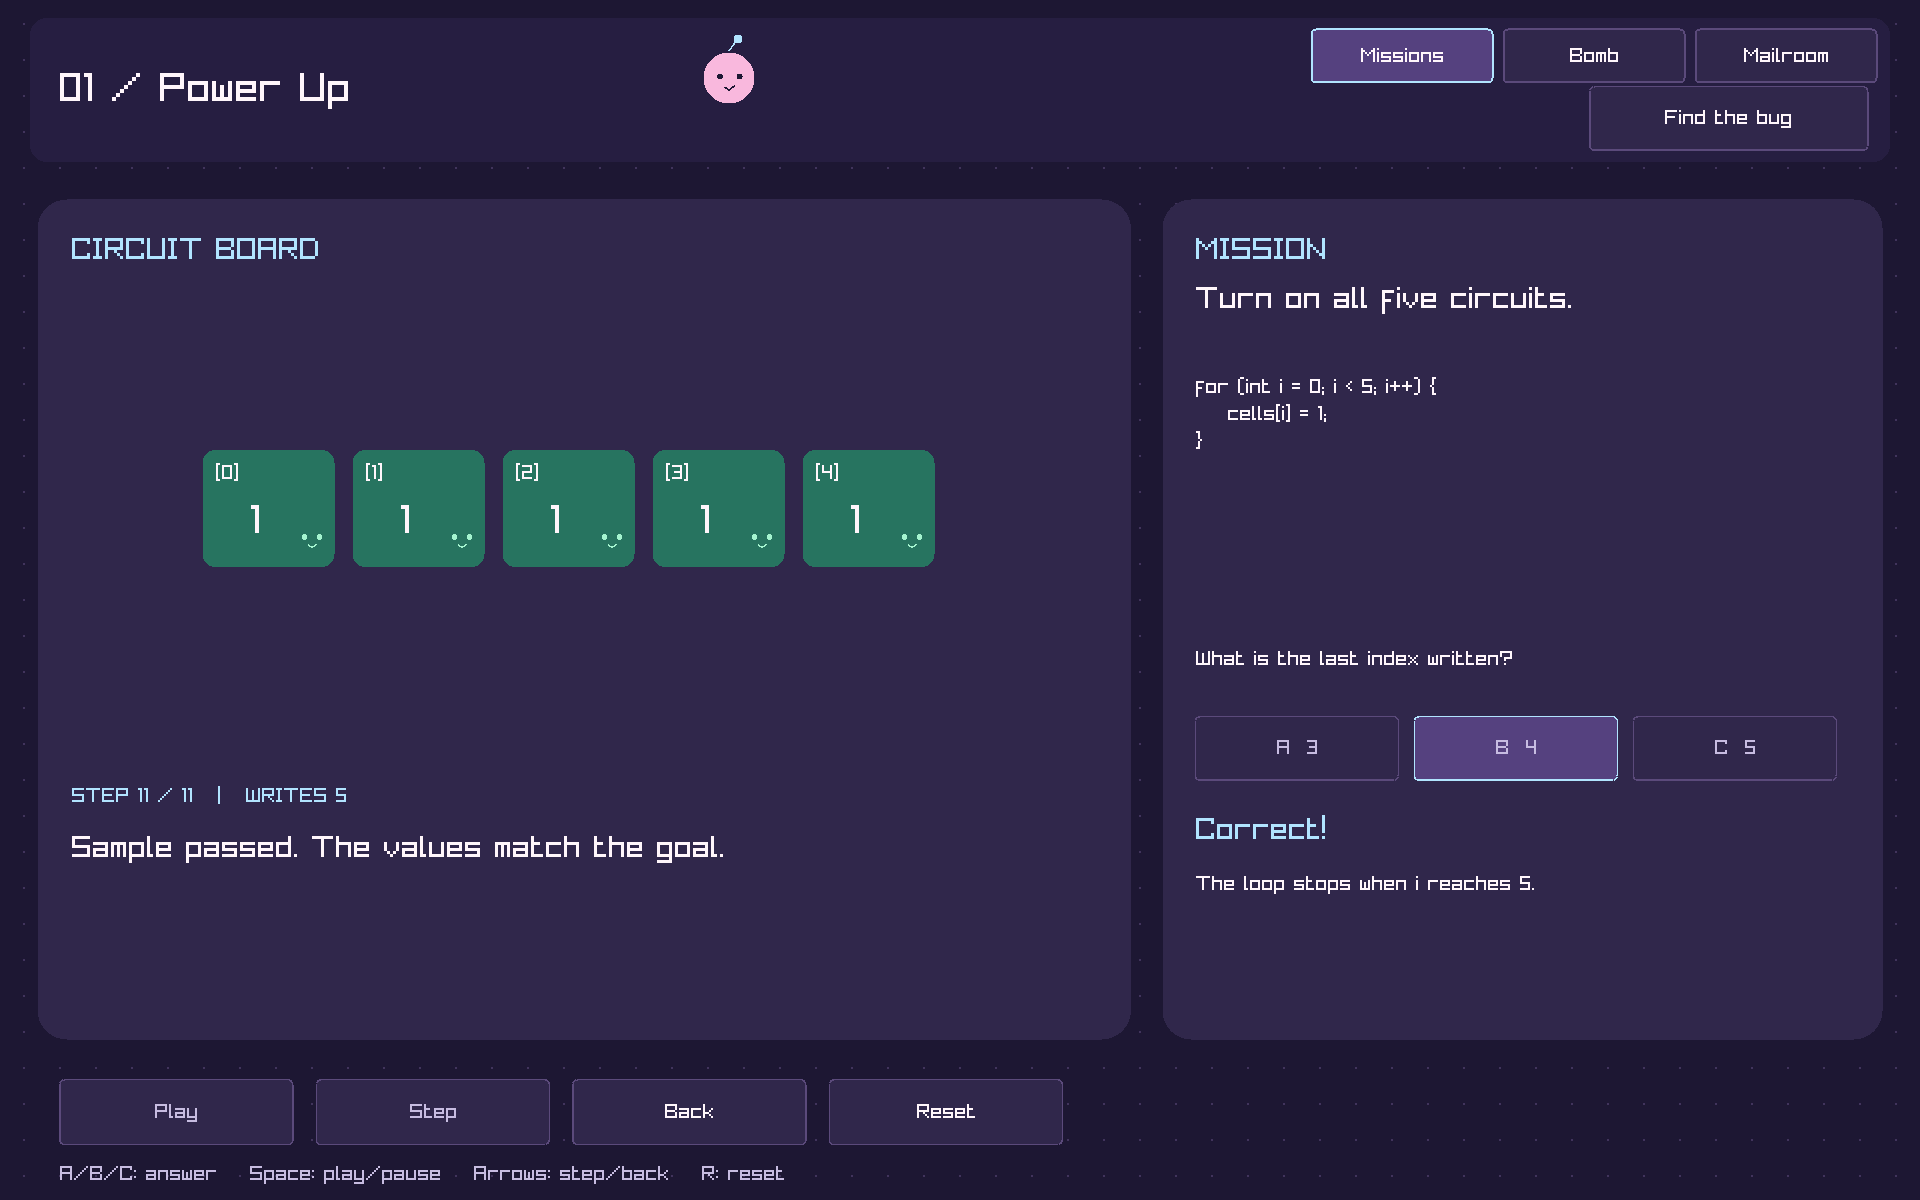 01 / Power Up
Missions
Bomb
Mailroom
Find the bug
CIRCUIT BOARD
[0]
1
[1]
1
[2]
1
[3]
1
[4]
1
STEP 11 / 11 | WRITES 5
Sample passed. The values match the goal.
MISSION
Turn on all five circuits.
for (int i = 0; i < 5; i++) {
    cells[i] = 1;
}
What is the last index written?
A 3
B 4
C 5
Correct!
The loop stops when i reaches 5.
Play
Step
Back
Reset
A/B/C: answer Space: play/pause Arrows: step/back R: reset